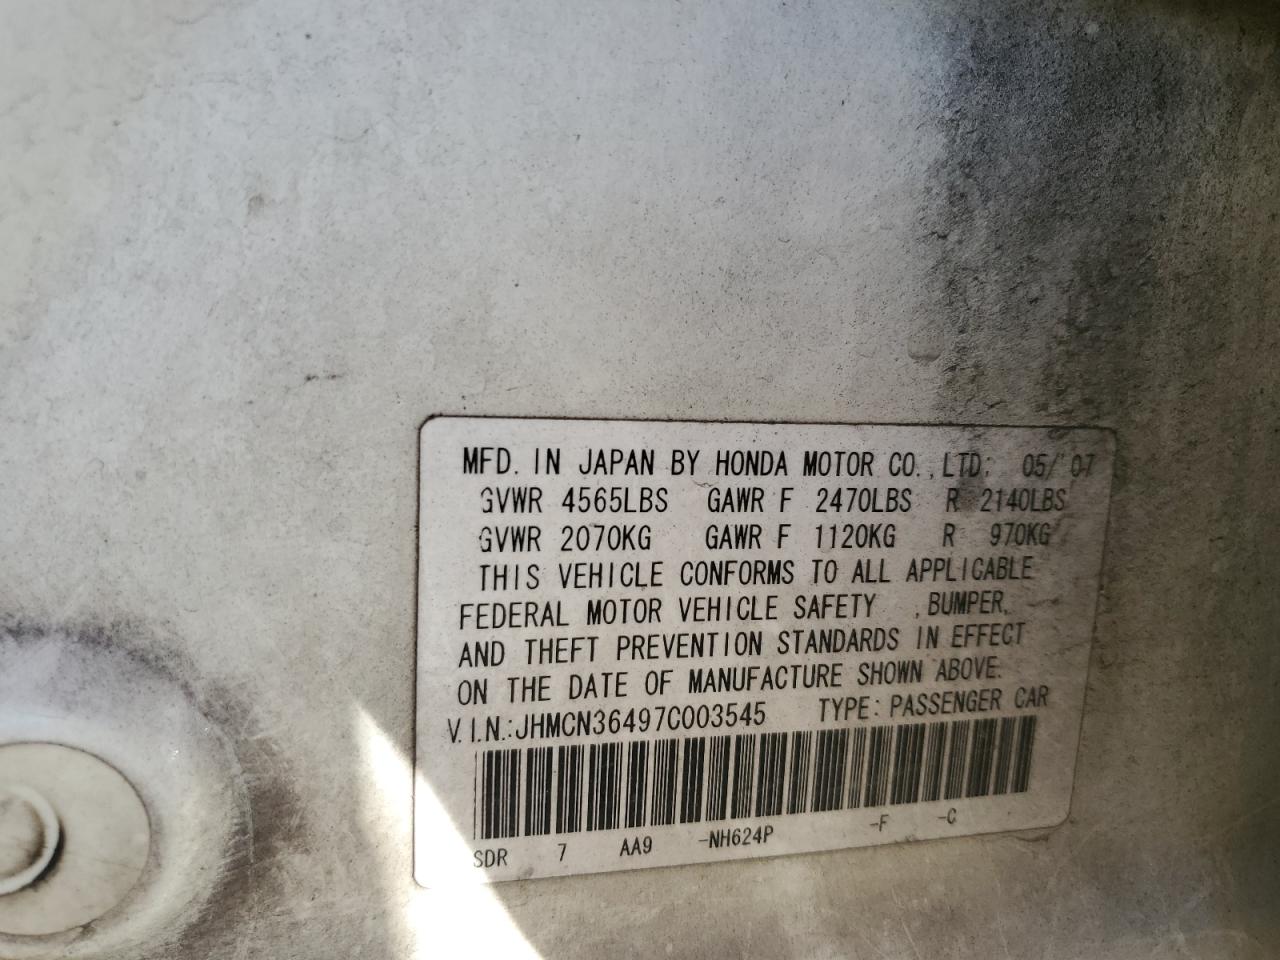 MFD. IN JAPAN BY HONDA MOTOR CO.,LTD. 05/'07
GVWR 4565LBS GAWR F 2470LBS R 2140LBS
GVWR 2070KG GAWR F 1120KG R 970KG
THIS VEHICLE CONFORMS TO ALL APPLICABLE
FEDERAL MOTOR VEHICLE SAFETY ,BUMPER,
AND THEFT PREVENTION STANDARDS IN EFFECT
ON THE DATE OF MANUFACTURE SHOWN ABOVE.
V.I.N.:JHMCN36497C003545 TYPE:PASSENGER CAR
SDR 7 AA9 -NH624P -F -C